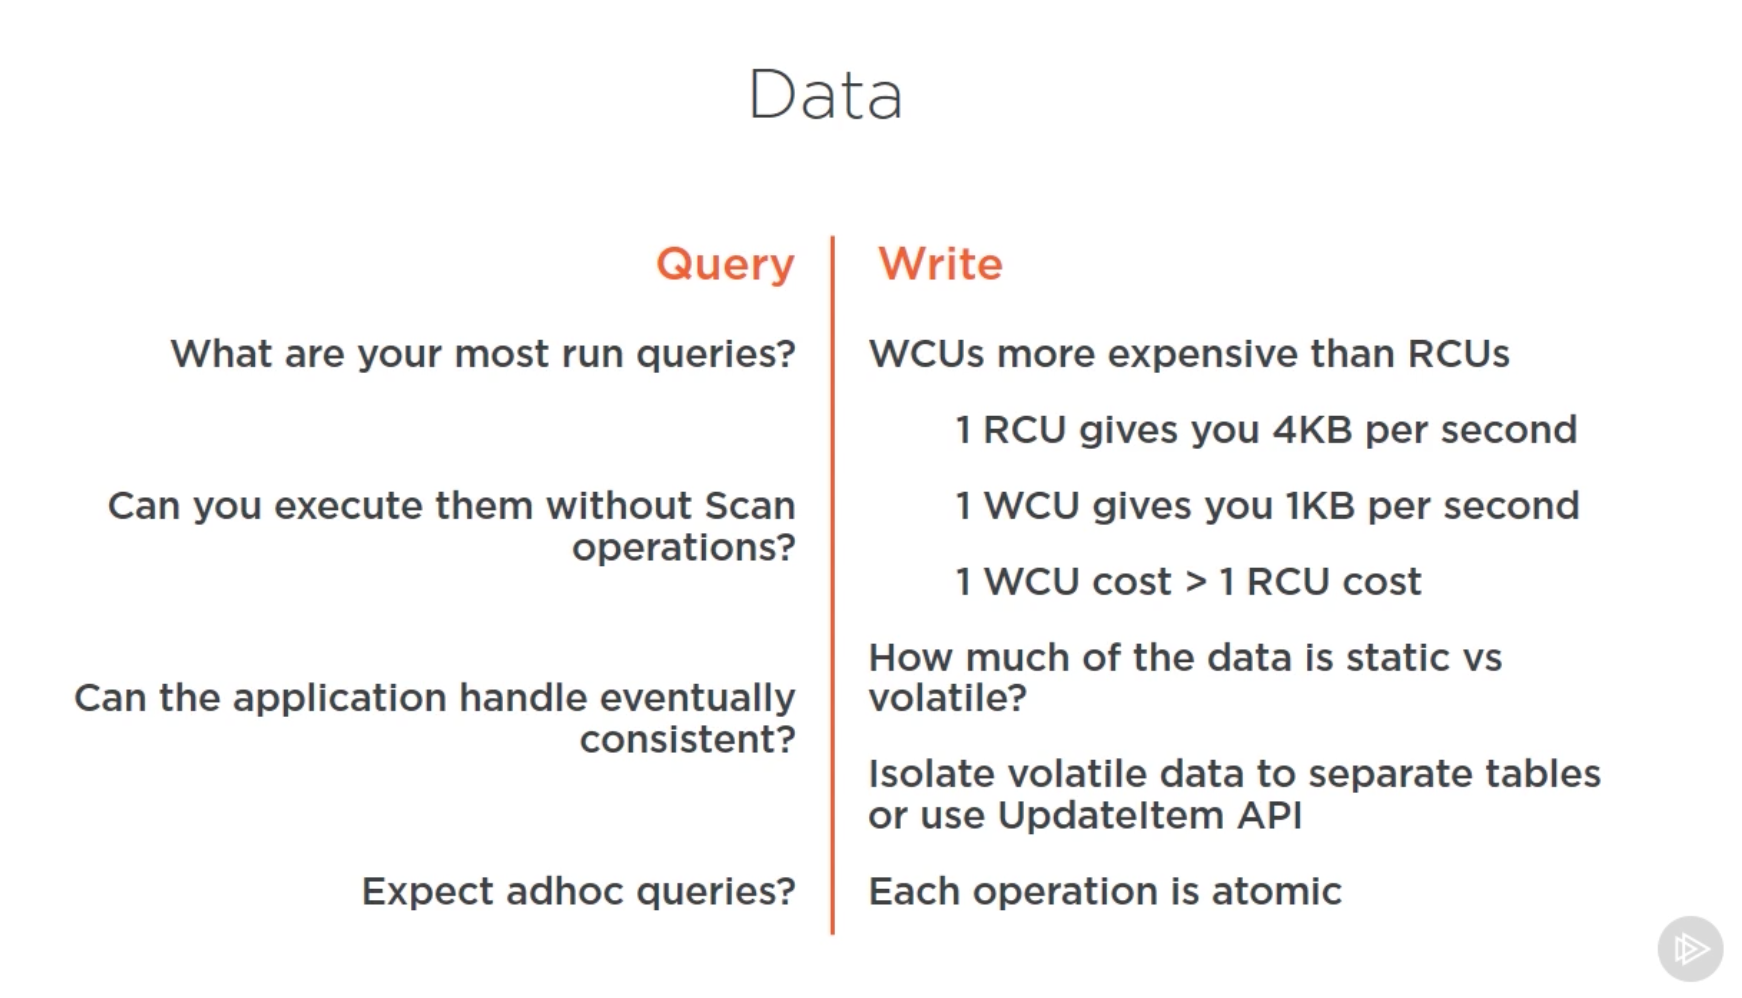 Data
Query
What are your most run queries?
Can you execute them without Scan
operations?
Can the application handle eventually
consistent?
Expect adhoc queries?
Write
WCUs more expensive than RCUs
1 RCU gives you 4KB per second
1 WCU gives you 1KB per second
1 WCU cost > 1 RCU cost
How much of the data is static vs
volatile?
Isolate volatile data to separate tables
or use UpdateItem API
Each operation is atomic